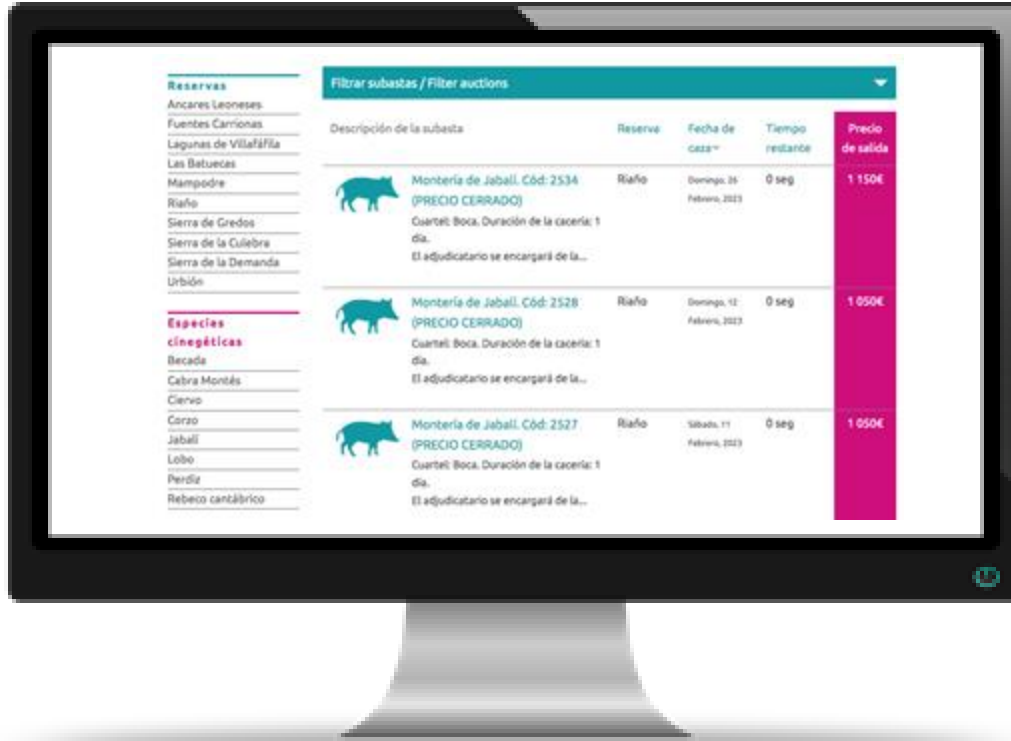 Reservas
Ancares Leoneses
Fuentes Carrionas
Lagunas de Villafáfila
Las Batuecas
Mampodre
Riaño
Sierra de Gredos
Sierra de la Culebra
Sierra de la Demanda
Urbión
Especies
cinegéticas
Becada
Cabra Montés
Ciervo
Corzo
Jabalí
Lobo
Perdiz
Rebeco cantábrico
Filtrar subastas / Filter auctions
Descripción de la subasta
Reserva
Fecha de
caza
Tiempo
restante
Precio
de salida
Montería de Jabalí. Cód: 2534
(PRECIO CERRADO)
Cuartel: Boca. Duración de la cacería: 1
día.
El adjudicatario se encargará de la...
Riaño
Domingo, 26
Febrero, 2023
0 seg
1 150€
Montería de Jabalí. Cód: 2528
(PRECIO CERRADO)
Cuartel: Boca. Duración de la cacería: 1
día.
El adjudicatario se encargará de la...
Riaño
Domingo, 12
Febrero, 2023
0 seg
1 050€
Montería de Jabalí. Cód: 2527
(PRECIO CERRADO)
Cuartel: Boca. Duración de la cacería: 1
día.
El adjudicatario se encargará de la...
Riaño
Sábado, 11
Febrero, 2023
0 seg
1 050€